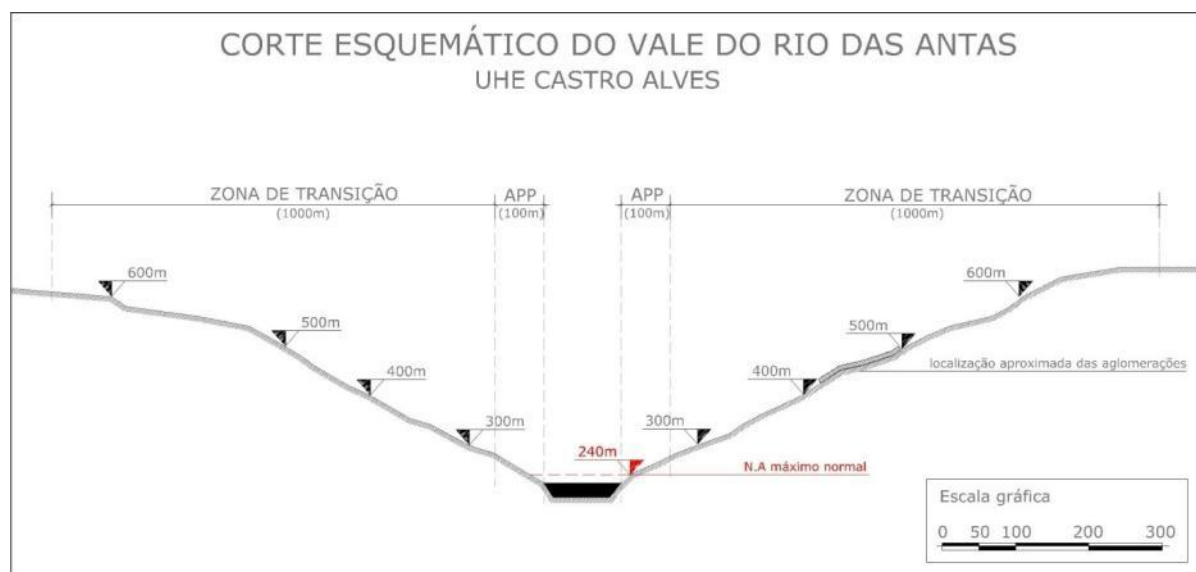 CORTE ESQUEMÁTICO DO VALE DO RIO DAS ANTAS
UHE CASTRO ALVES
ZONA DE TRANSIÇÃO
(1000m)
APP
(100m)
APP
(100m)
ZONA DE TRANSIÇÃO
(1000m)
600m
600m
500m
500m
localização aproximada das aglomerações
400m
400m
300m
300m
240m
N.A máximo normal
Escala gráfica
0 50 100 200 300